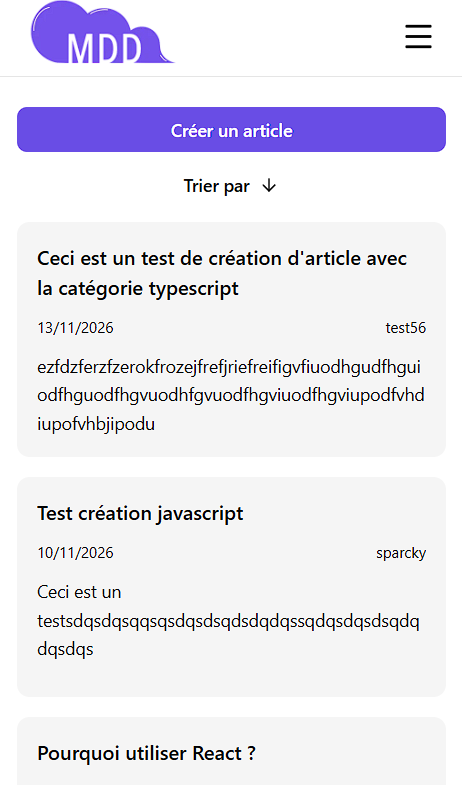 MDD
Créer un article
Trier par
Ceci est un test de création d'article avec
la catégorie typescript
13/11/2026
test56
ezfdzferzfzerokfrozejfrefjriefreifigvfiuodhgudfhgui
odfhguodfhgvuodhfgvuodfhgviuodfhgviupodfvhd
iupofvhbjipodu
Test création javascript
10/11/2026
sparcky
Ceci est un
testsdqsdqsqqsqsdqsdsqdsdqdqssqdqsdqsdsqdq
dqsdqs
Pourquoi utiliser React ?